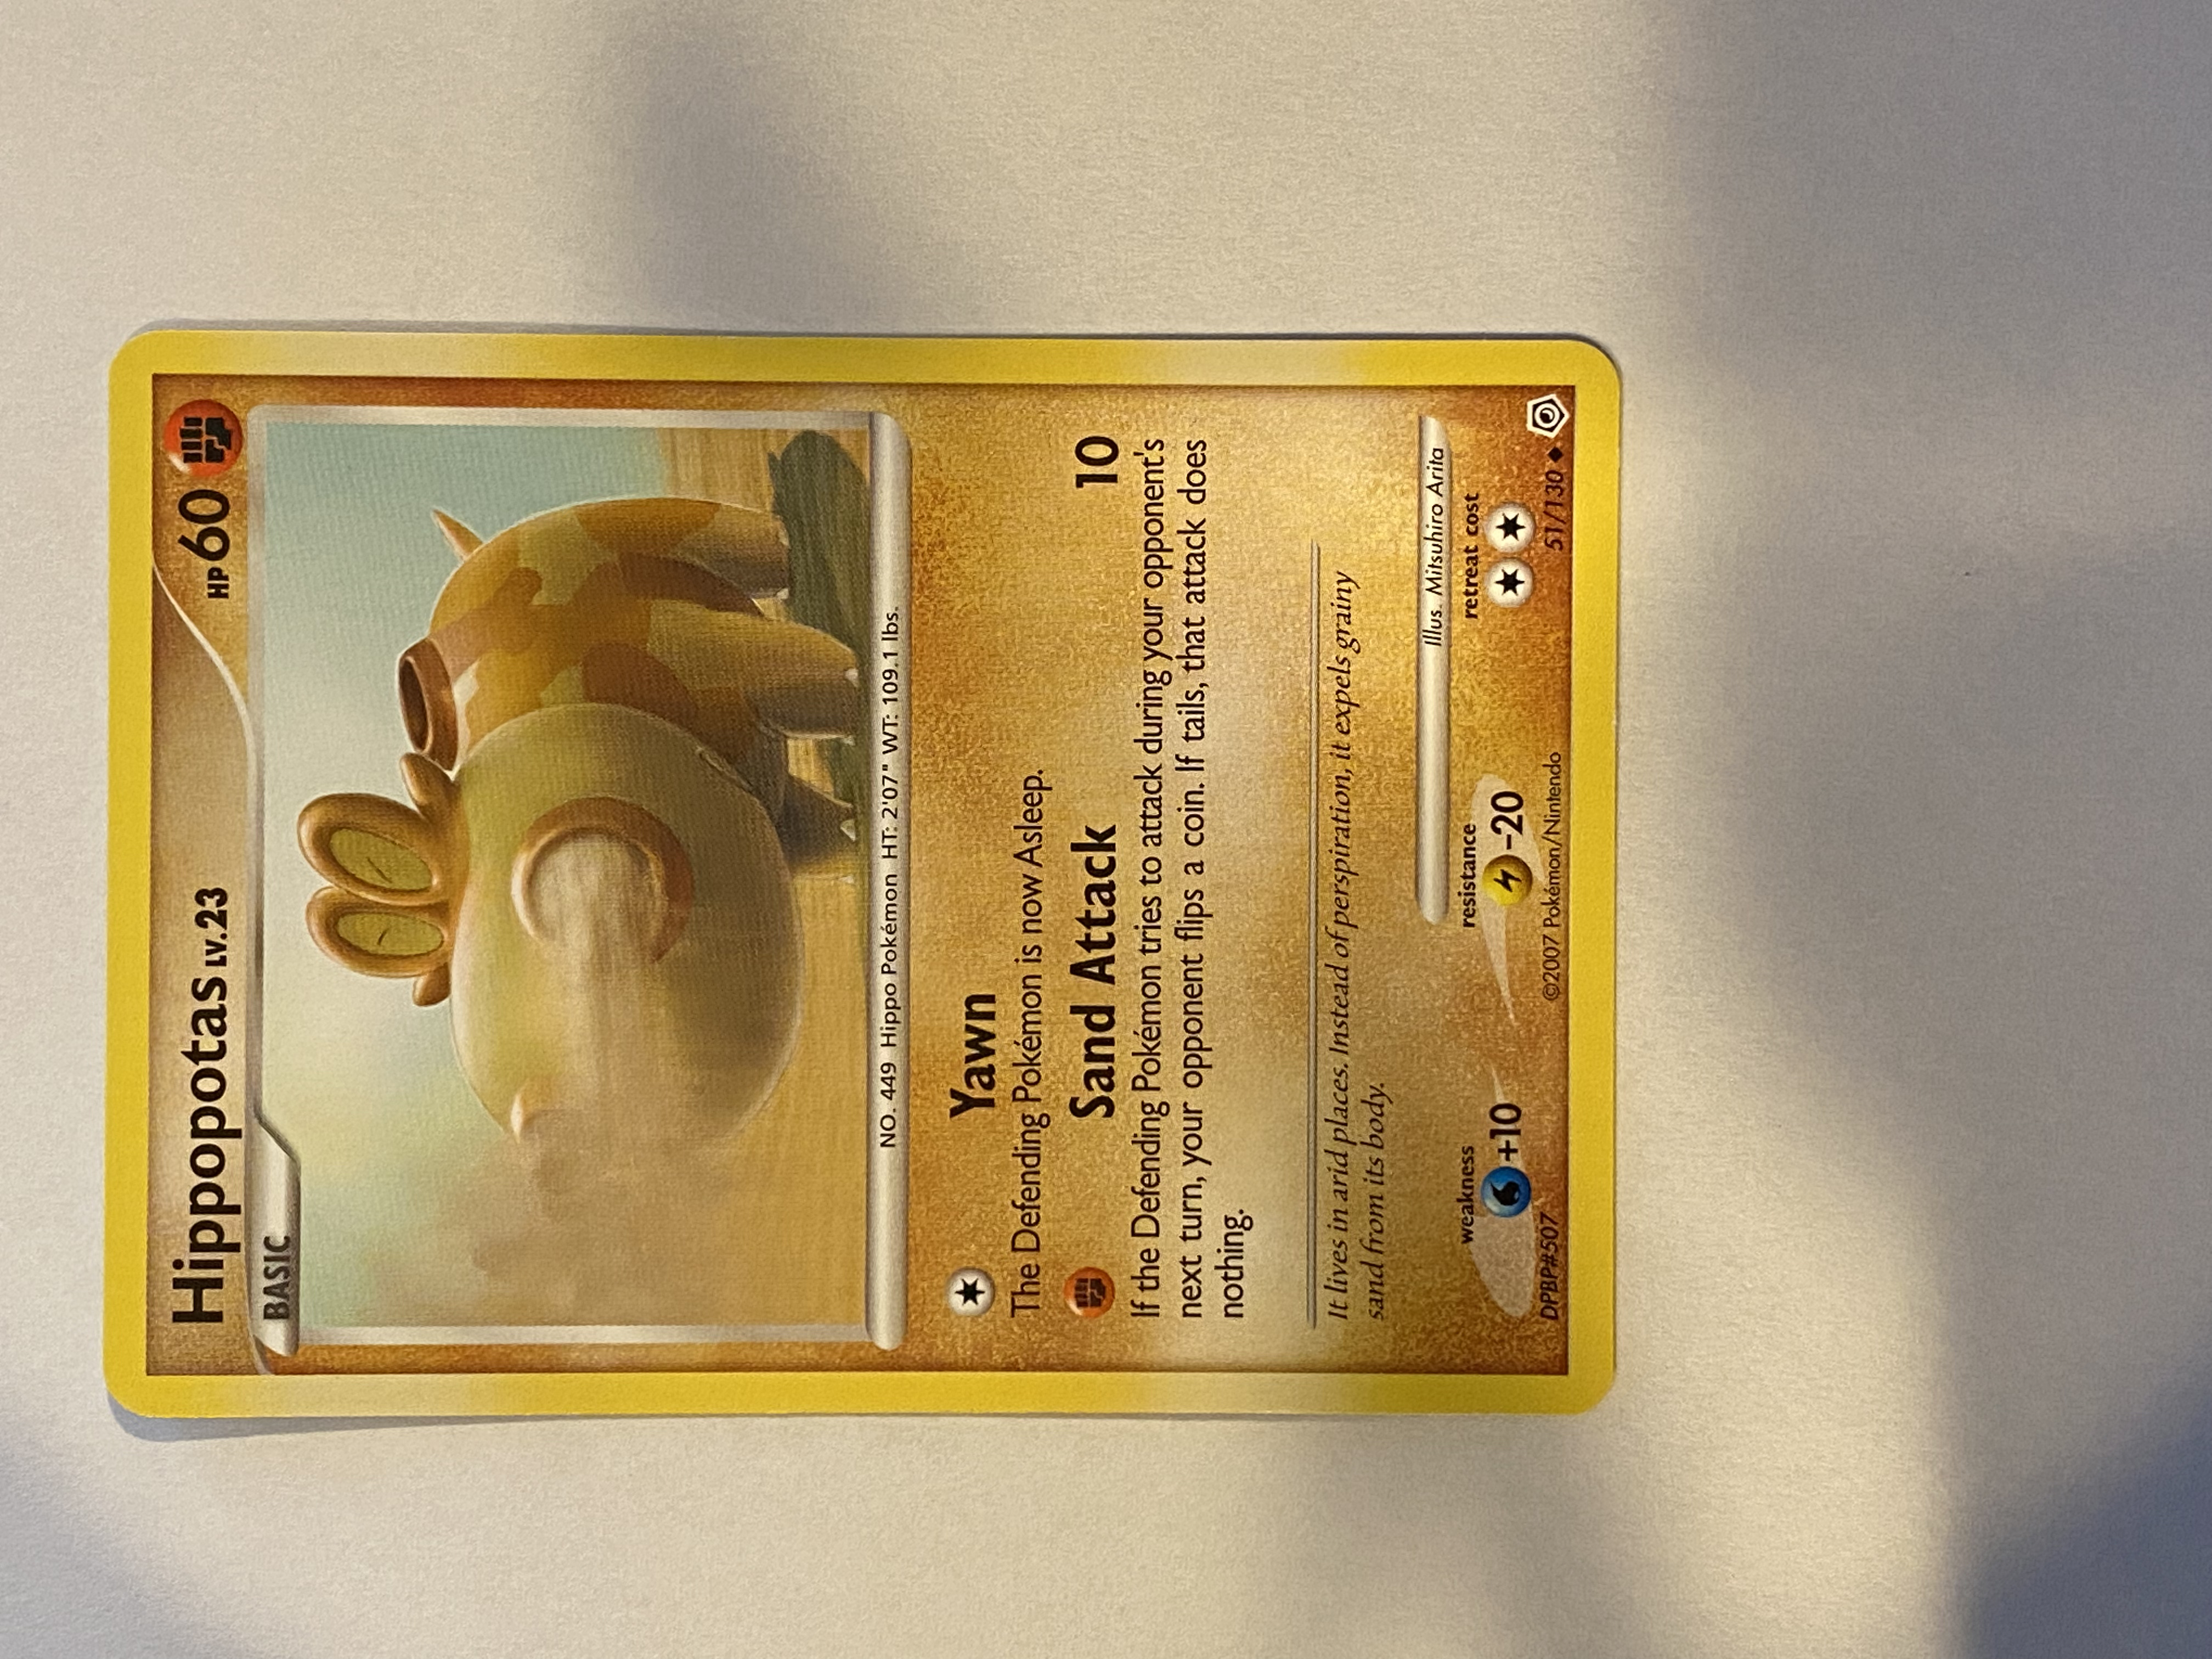 Hippopotas LV.23 HP 60
BASIC
NO. 449 Hippo Pokémon HT: 2'07" WT: 109.1 lbs.
Yawn
The Defending Pokémon is now Asleep.
Sand Attack 10
If the Defending Pokémon tries to attack during your opponent's
next turn, your opponent flips a coin. If tails, that attack does
nothing.
It lives in arid places. Instead of perspiration, it expels grainy
sand from its body.
Illus. Mitsuhiro Arita
weakness resistance retreat cost
+10 -20
DPBP#507 ©2007 Pokémon/Nintendo 51/130